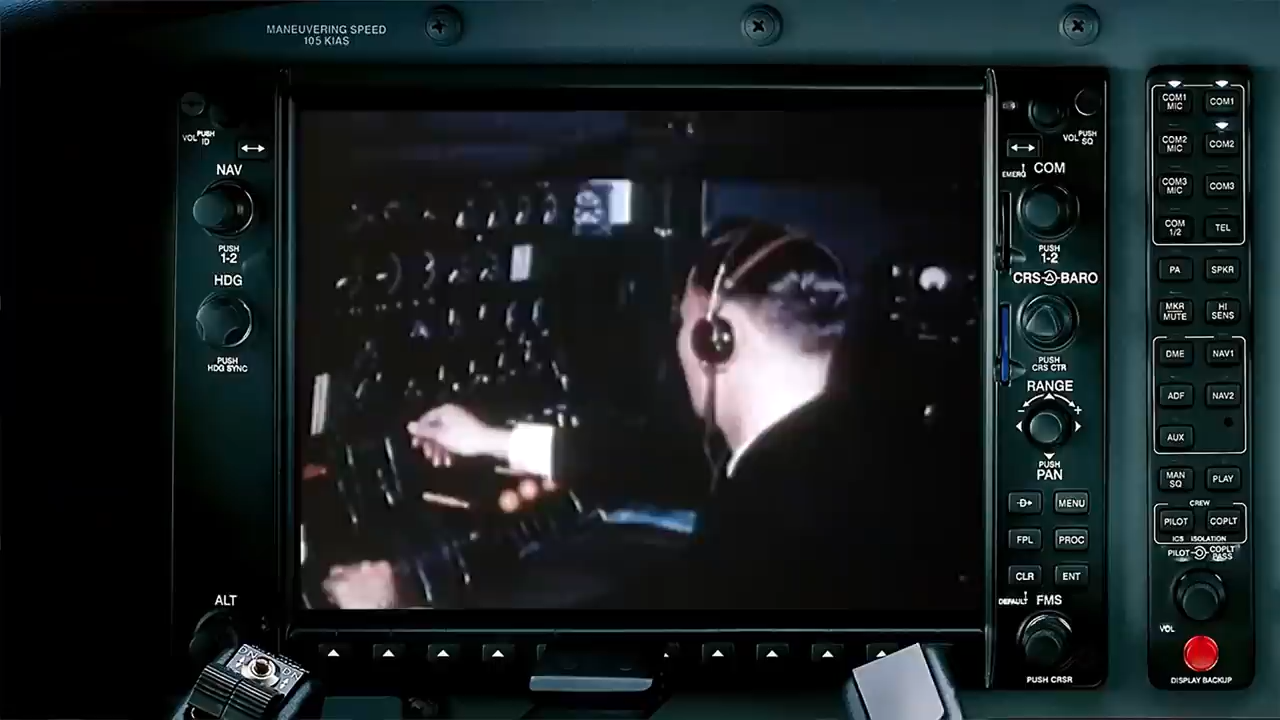 MANEUVERING SPEED
105 KIAS
VOL PUSH
ID
NAV
PUSH
1-2
HDG
PUSH
HDG SYNC
ALT
DN
DN
VOL PUSH
SQ
EMERG
COM
PUSH
1-2
CRS BARO
PUSH
CRS CTR
RANGE
- +
PUSH
PAN
D MENU
FPL PROC
CLR ENT
DEFAULT FMS
PUSH CRSR
COM1
MIC COM1
COM2
MIC COM2
COM3
MIC COM3
COM
1/2 TEL
PA SPKR
MKR
MUTE HI
SENS
DME NAV1
ADF NAV2
AUX
MAN
SQ PLAY
CREW
PILOT COPLT
ICS ISOLATION
PILOT COPLT
PASS
VOL
DISPLAY BACKUP